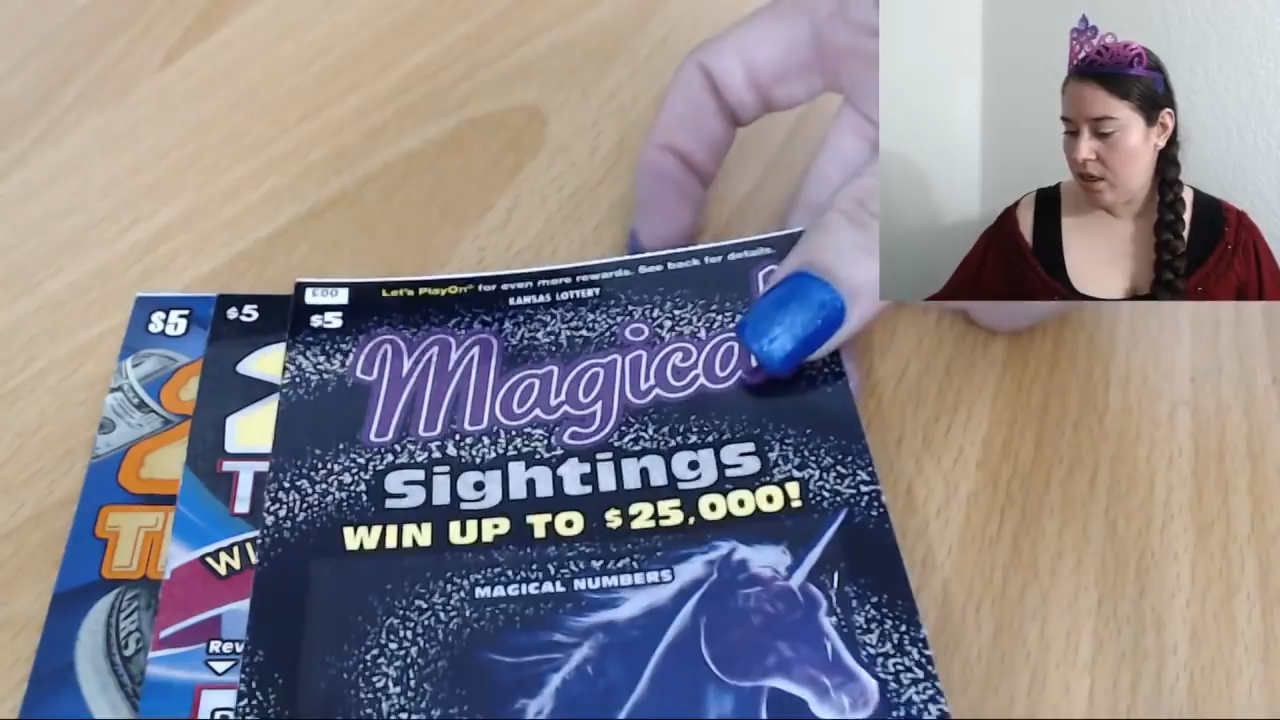 Let's PlayOn® for even more rewards. See back for details.
KANSAS LOTTERY
$5
$5
$5
Magical
Sightings
WIN UP TO $25,000!
MAGICAL NUMBERS